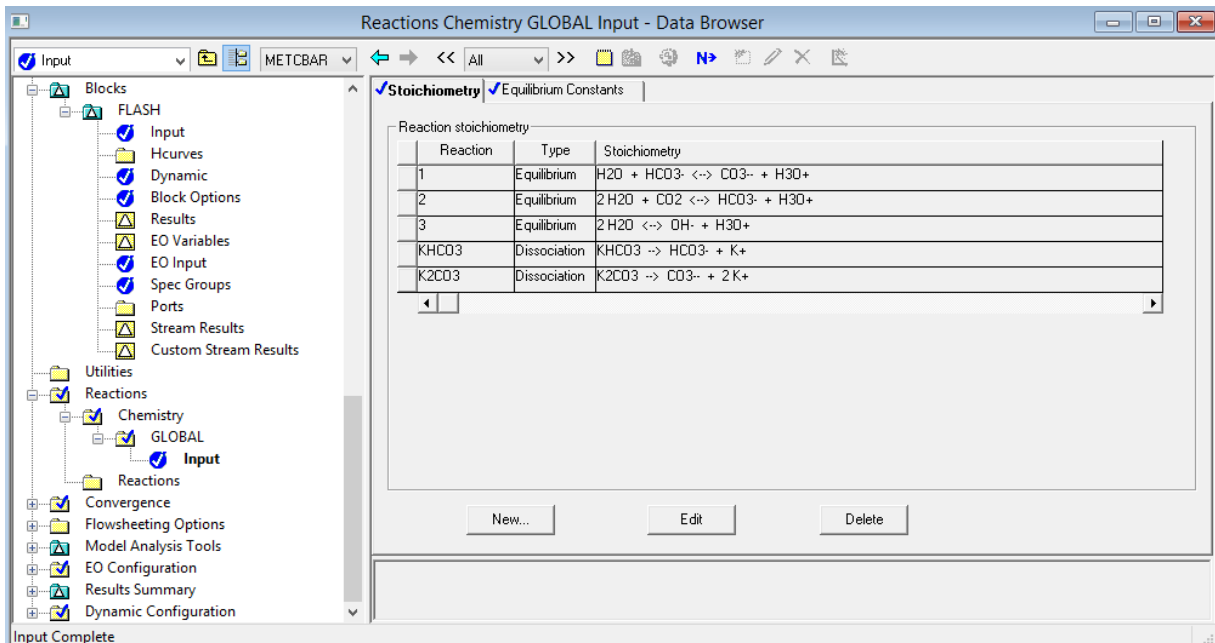 Reactions Chemistry GLOBAL Input - Data Browser
Input METCBAR << All >> N>
Blocks
FLASH
Input
Hcurves
Dynamic
Block Options
Results
EO Variables
EO Input
Spec Groups
Ports
Stream Results
Custom Stream Results
Utilities
Reactions
Chemistry
GLOBAL
Input
Reactions
Convergence
Flowsheeting Options
Model Analysis Tools
EO Configuration
Results Summary
Dynamic Configuration
Stoichiometry Equilibrium Constants
Reaction stoichiometry
Reaction Type Stoichiometry
1 Equilibrium H2O + HCO3- <--> CO3-- + H3O+
2 Equilibrium 2 H2O + CO2 <--> HCO3- + H3O+
3 Equilibrium 2 H2O <--> OH- + H3O+
KHCO3 Dissociation KHCO3 --> HCO3- + K+
K2CO3 Dissociation K2CO3 --> CO3-- + 2 K+
New... Edit Delete
Input Complete